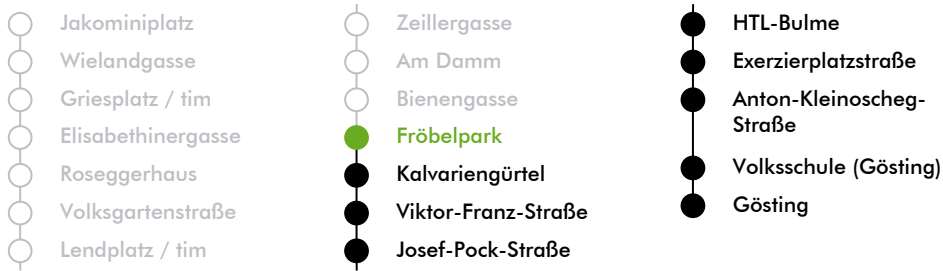 Jakominiplatz
Wielandgasse
Griesplatz / tim
Elisabethinergasse
Roseggerhaus
Volksgartenstraße
Lendplatz / tim
Zeillergasse
Am Damm
Bienengasse
Fröbelpark
Kalvariengürtel
Viktor-Franz-Straße
Josef-Pock-Straße
HTL-Bulme
Exerzierplatzstraße
Anton-Kleinoscheg-
Straße
Volksschule (Gösting)
Gösting